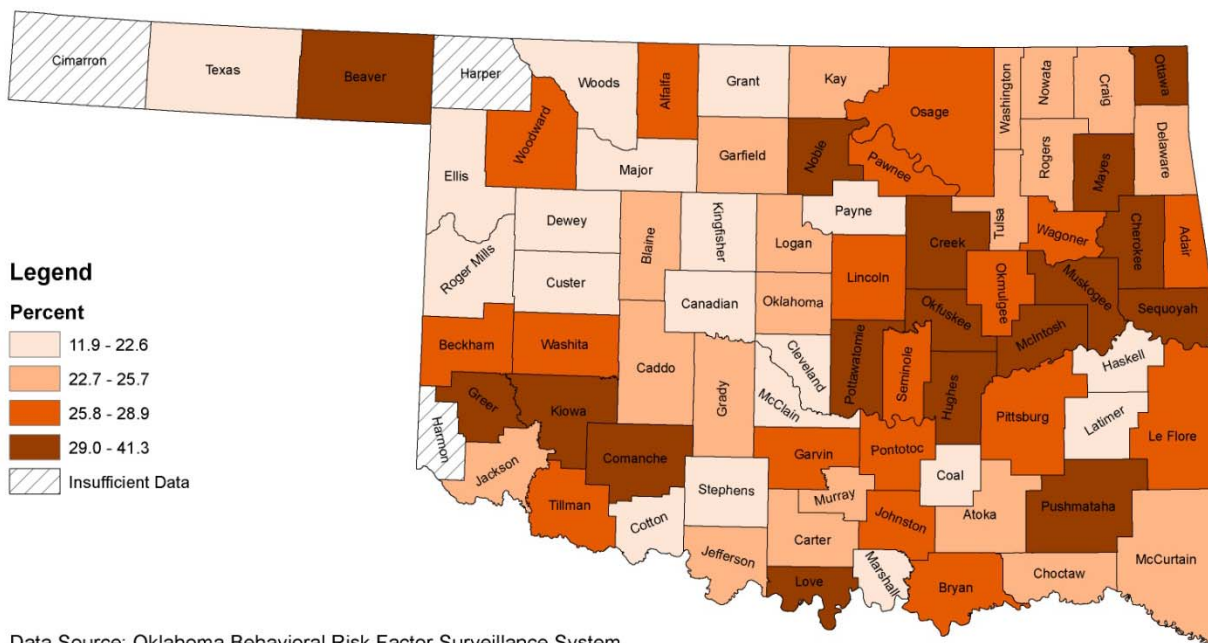 Cimarron
Texas
Beaver
Harper
Woods
Alfalfa
Grant
Kay
Osage
Washington
Nowata
Craig
Ottawa
Woodward
Ellis
Major
Garfield
Noble
Pawnee
Rogers
Mayes
Delaware
Roger Mills
Dewey
Blaine
Kingfisher
Logan
Payne
Creek
Tulsa
Wagoner
Cherokee
Adair
Custer
Canadian
Oklahoma
Lincoln
Okfuskee
Okmulgee
Muskogee
Sequoyah
McIntosh
Beckham
Washita
Caddo
Grady
Cleveland
McClain
Pottawatomie
Seminole
Hughes
Haskell
Pittsburg
Latimer
Le Flore
Harmon
Greer
Kiowa
Comanche
Jackson
Tillman
Cotton
Stephens
Garvin
Pontotoc
Coal
Murray
Johnston
Atoka
Pushmataha
McCurtain
Jefferson
Carter
Love
Marshall
Bryan
Choctaw
Legend
Percent
11.9 - 22.6
22.7 - 25.7
25.8 - 28.9
29.0 - 41.3
Insufficient Data
Data Source: Oklahoma Behavioral Risk Factor Surveillance System